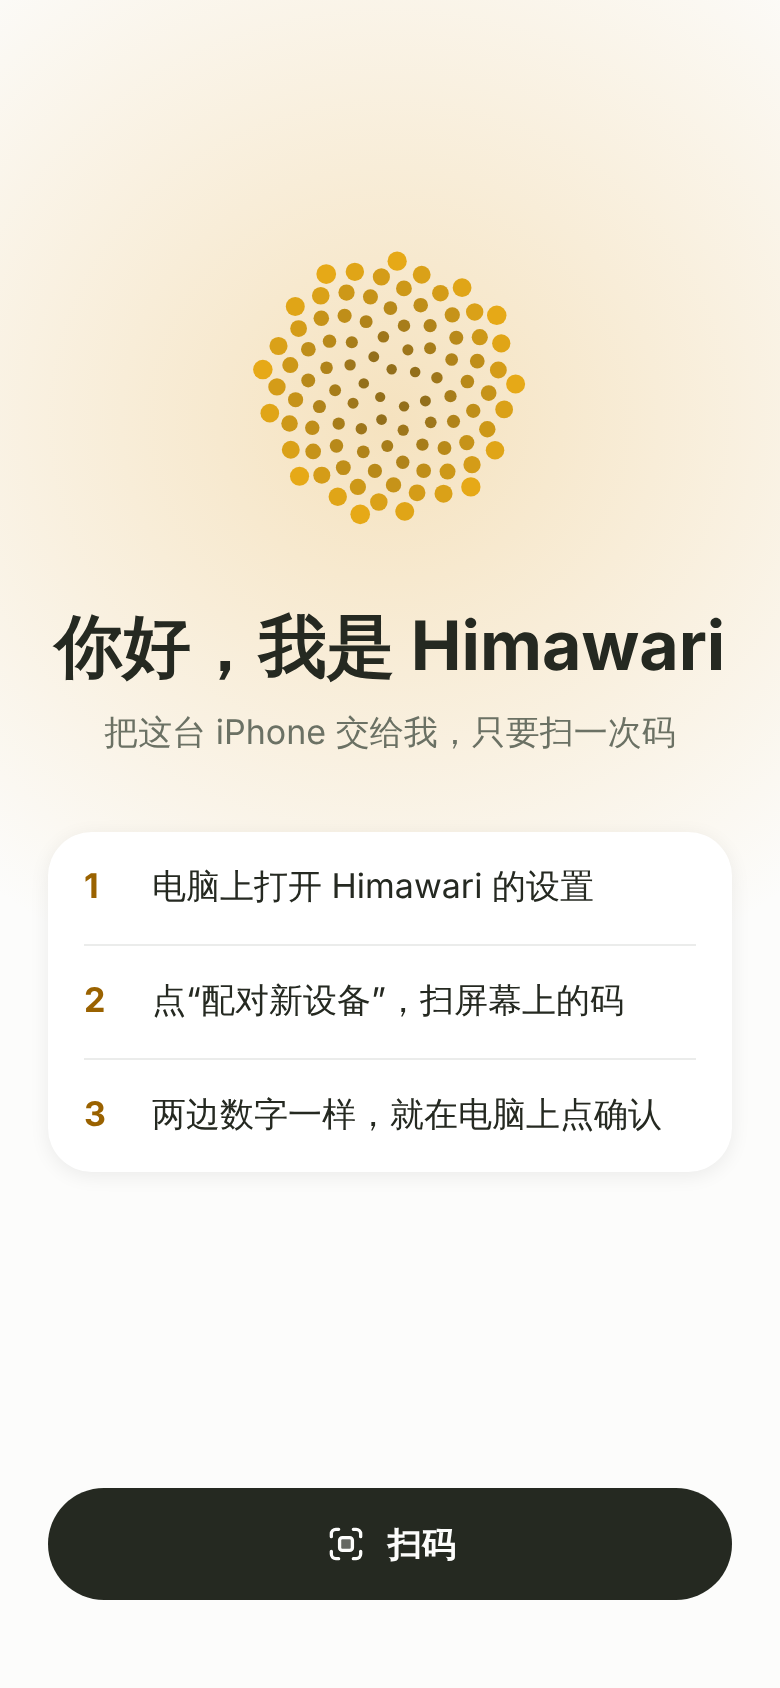 你好，我是 Himawari
把这台 iPhone 交给我，只要扫一次码
1 电脑上打开 Himawari 的设置
2 点“配对新设备”，扫屏幕上的码
3 两边数字一样，就在电脑上点确认
扫码